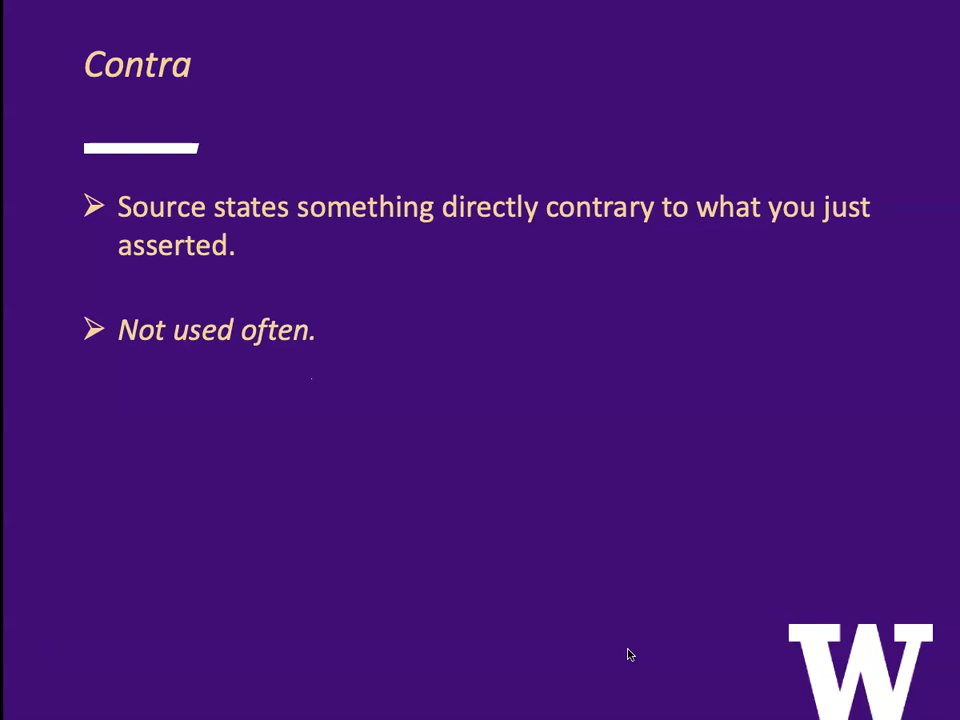 Contra
Source states something directly contrary to what you just
asserted.
Not used often.
W